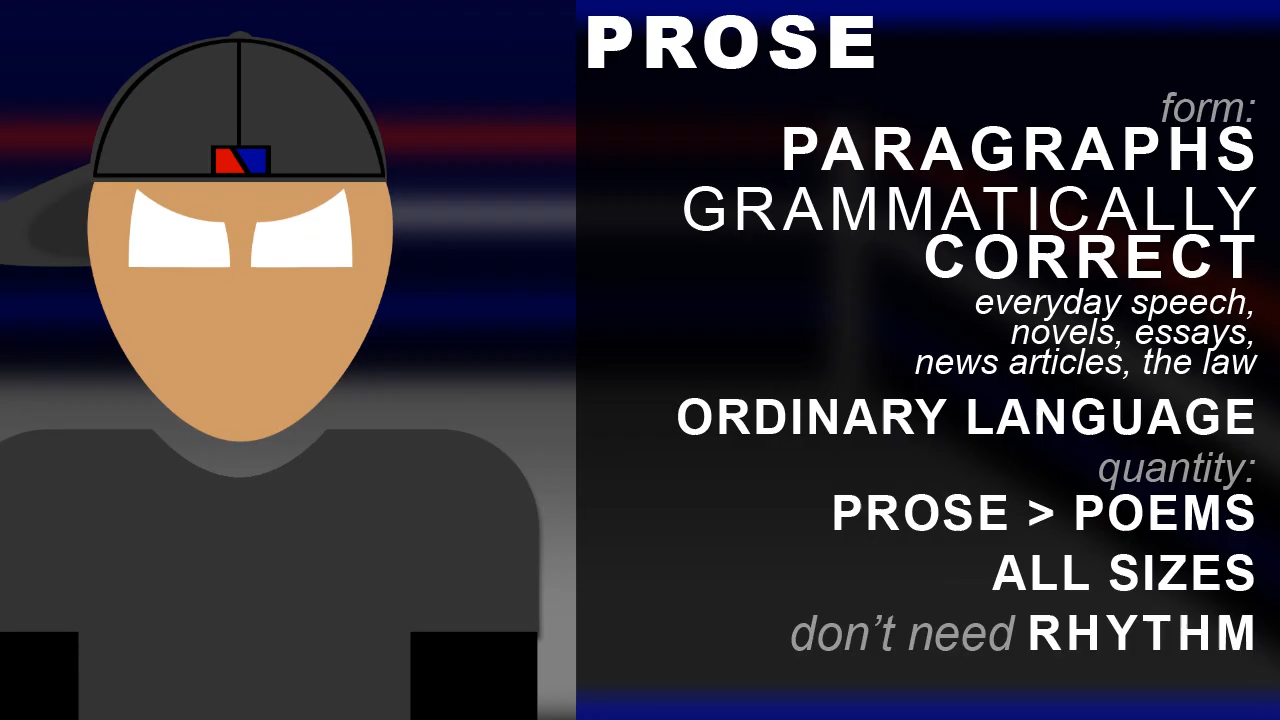 PROSE
form:
PARAGRAPHS
GRAMMATICALLY
CORRECT
everyday speech,
novels, essays,
news articles, the law
ORDINARY LANGUAGE
quantity:
PROSE > POEMS
ALL SIZES
don't need RHYTHM